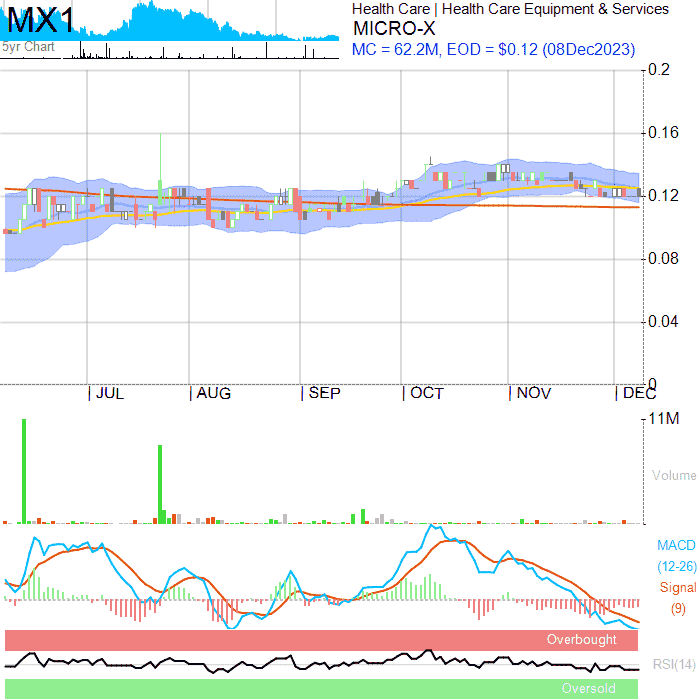 MX1
5yr Chart
Health Care | Health Care Equipment & Services
MICRO-X
MC = 62.2M, EOD = $0.12 (08Dec2023)
0.2
0.16
0.12
0.08
0.04
0
JUL AUG SEP OCT NOV DEC
11M
Volume
MACD
(12-26)
Signal
(9)
Overbought
RSI(14)
Oversold